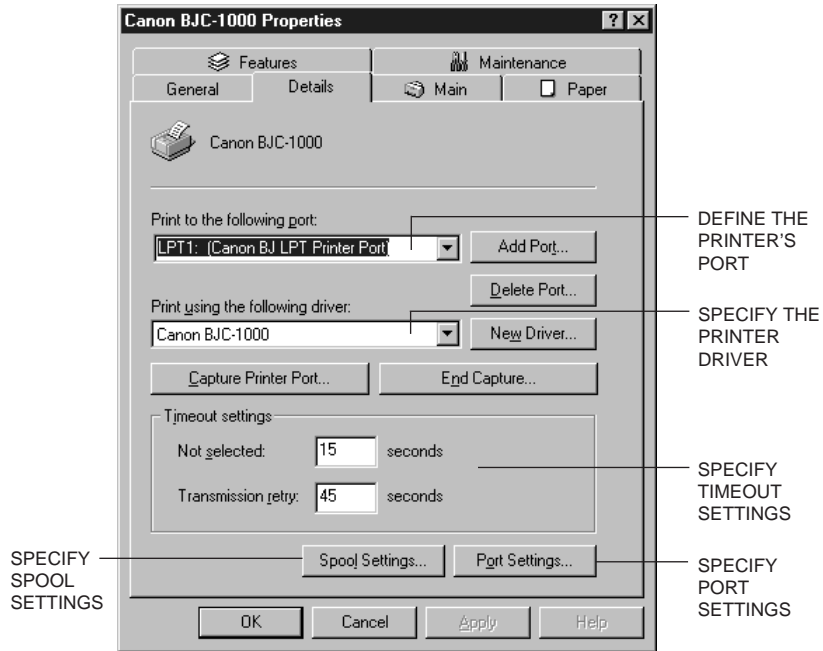 Canon BJC-1000 Properties
Features
Maintenance
General
Details
Main
Paper
Canon BJC-1000
Print to the following port:
LPT1: (Canon BJ LPT Printer Port)
Add Port...
DEFINE THE
PRINTER'S
PORT
Delete Port...
Print using the following driver:
Canon BJC-1000
New Driver...
SPECIFY THE
PRINTER
DRIVER
Capture Printer Port...
End Capture...
Timeout settings
Not selected:
15
seconds
Transmission retry:
45
seconds
SPECIFY
TIMEOUT
SETTINGS
SPECIFY
SPOOL
SETTINGS
Spool Settings...
Port Settings...
SPECIFY
PORT
SETTINGS
OK
Cancel
Apply
Help